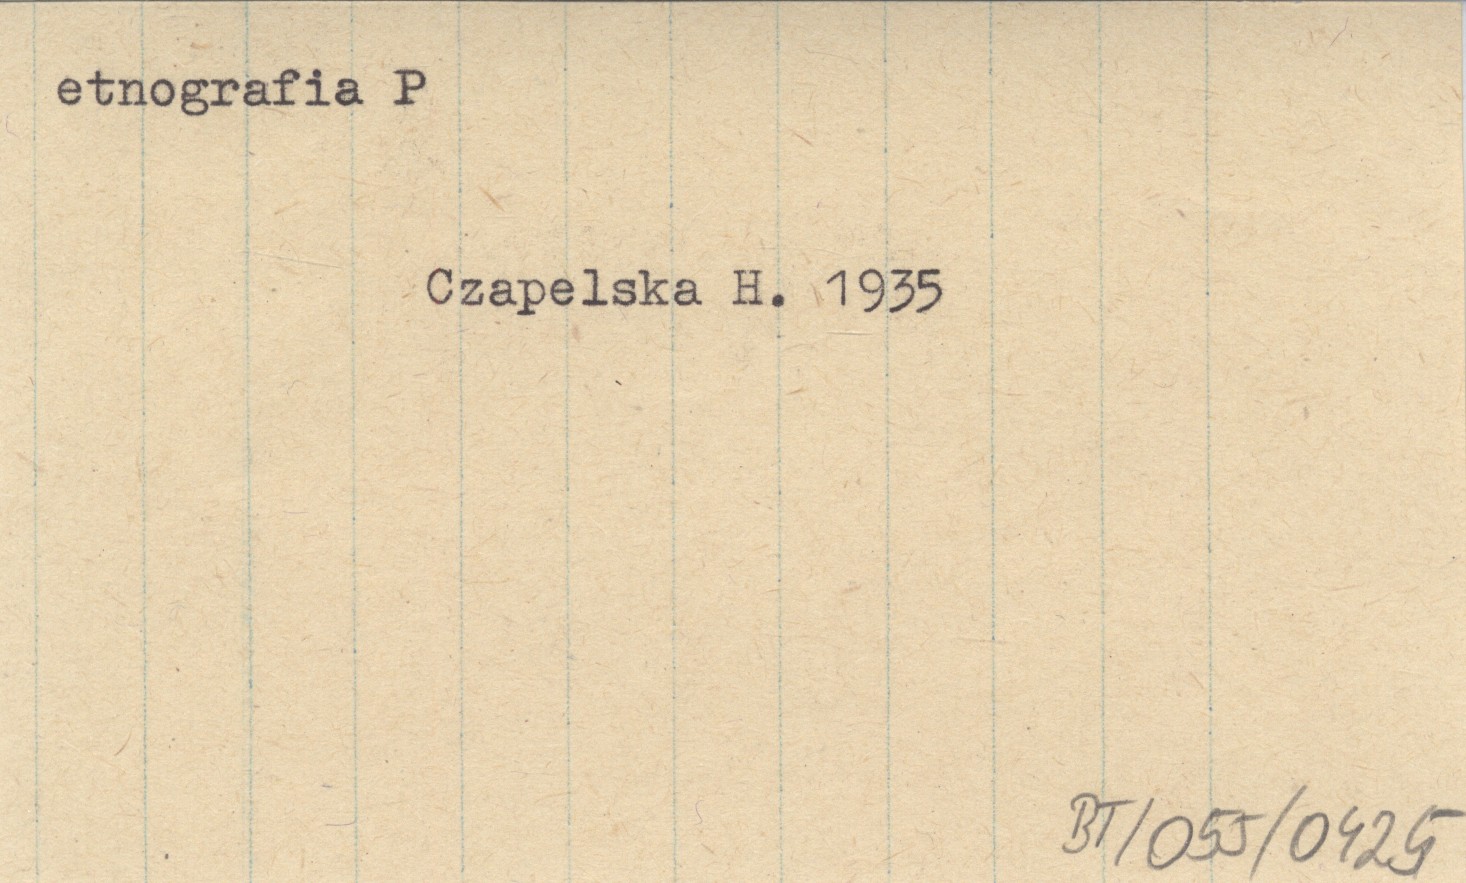 etnografia P
Czapelska H. 1935
BT/055/0425